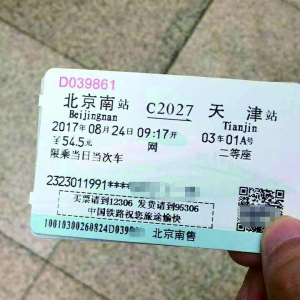 D039861
北京南站 C2027 天津站
Beijingnan Tianjin
2017年08月24日09:17开 03车01A号
¥54.5元 网 二等座
限乘当日当次车
2323011991****
买票请到12306 发货请到95306
中国铁路祝您旅途愉快
10010300260824D039 北京南售